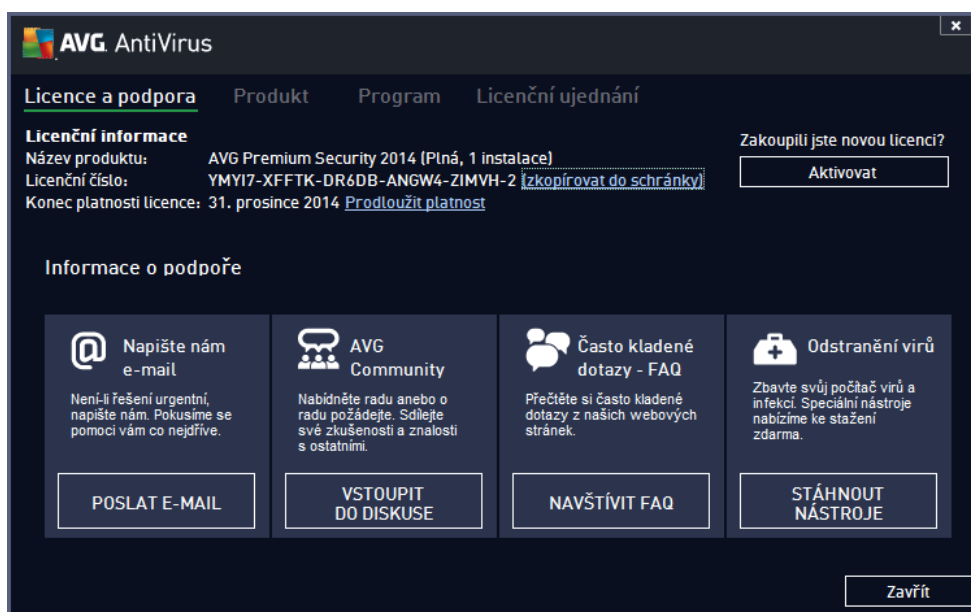 AVG. AntiVirus
Licence a podpora Produkt Program Licenční ujednání
Licenční informace
Název produktu: AVG Premium Security 2014 (Plná, 1 instalace)
Licenční číslo: YMYI7-XFFTK-DR6DB-ANGW4-ZIMVH-2 (zkopírovat do schránky)
Konec platnosti licence: 31. prosince 2014 Prodloužit platnost
Zakoupili jste novou licenci?
Aktivovat
Informace o podpoře
Napište nám
e-mail
Není-li řešení urgentní,
napište nám. Pokusíme se
pomoci vám co nejdříve.
POSLAT E-MAIL
AVG
Community
Nabídněte radu anebo o
radu požádejte. Sdílejte
své zkušenosti a znalosti
s ostatními.
VSTOUPIT
DO DISKUSE
Často kladené
dotazy - FAQ
Přečtěte si často kladené
dotazy z našich webových
stránek.
NAVŠTÍVIT FAQ
Odstranění virů
Zbavte svůj počítač virů a
infekcí. Speciální nástroje
nabízíme ke stažení
zdarma.
STÁHNOUT
NÁSTROJE
Zavřít